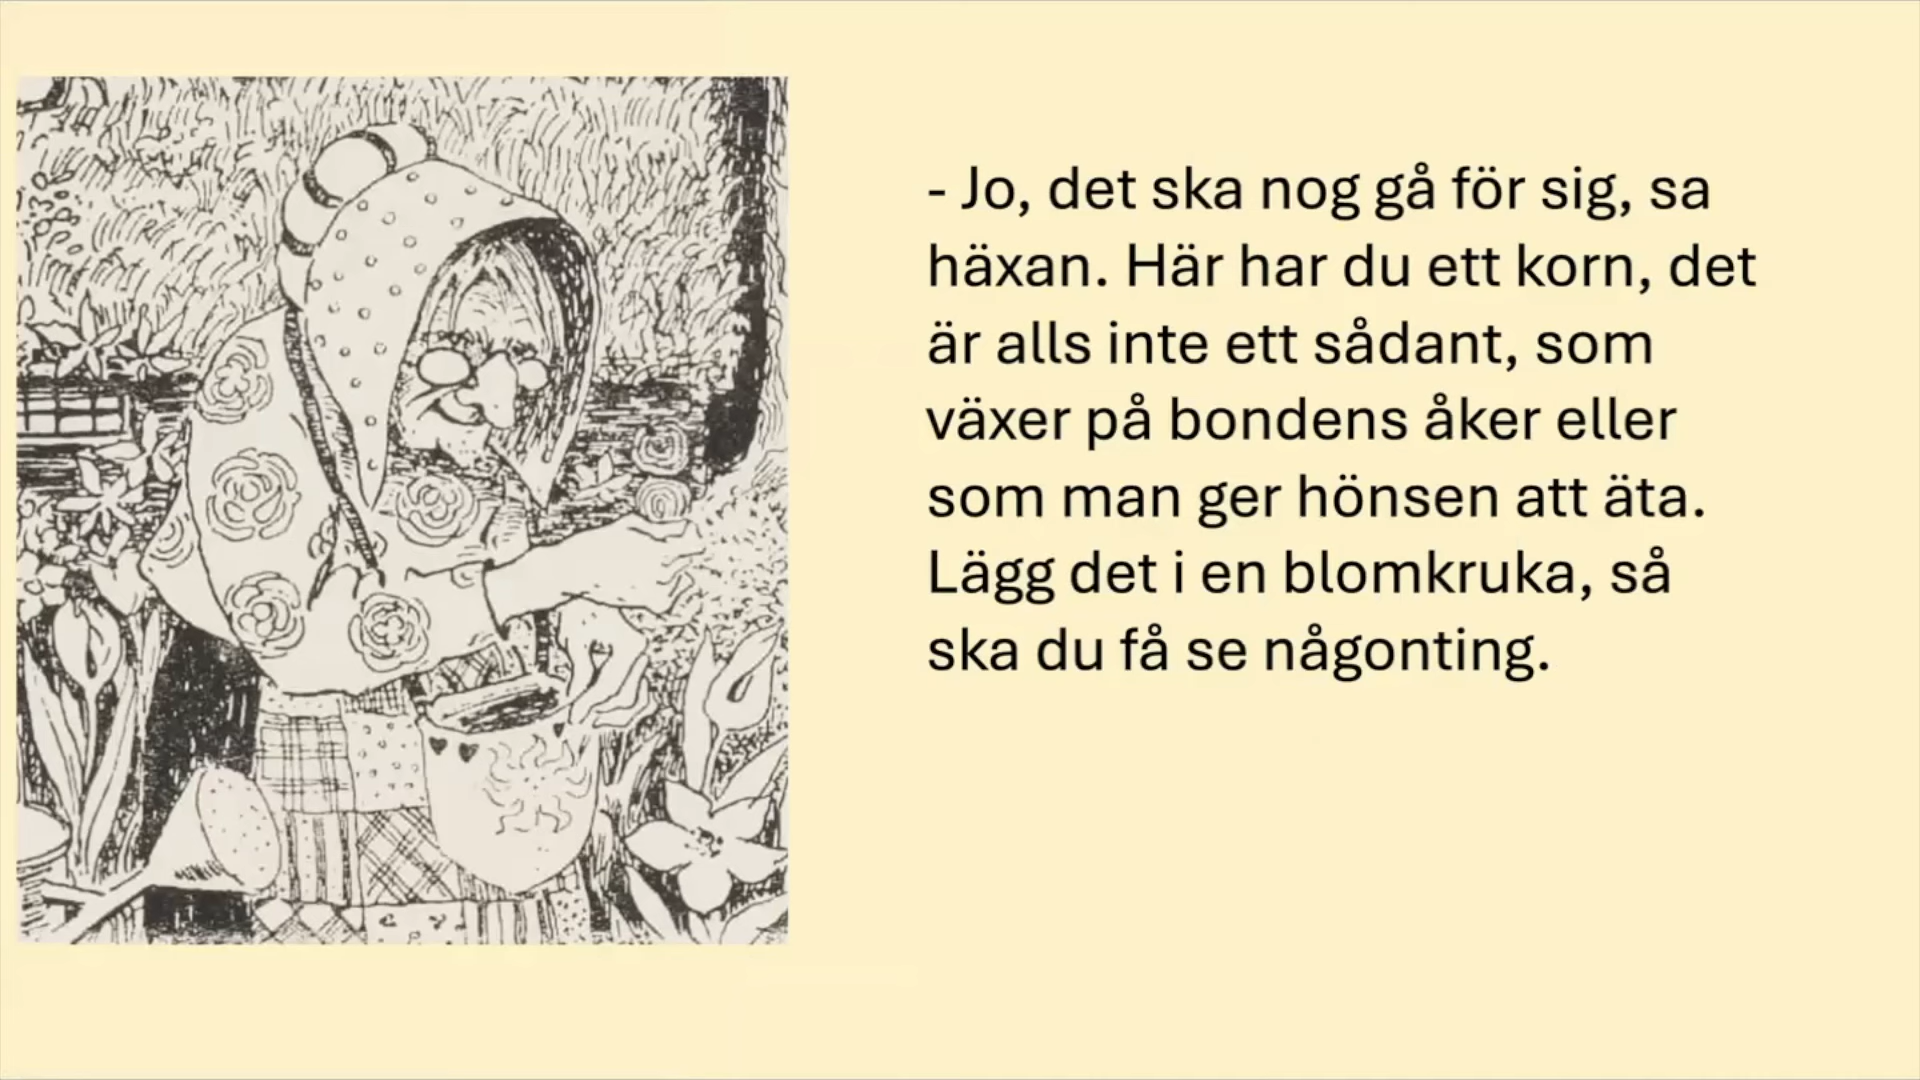 - Jo, det ska nog gå för sig, sa
häxan. Här har du ett korn, det
är alls inte ett sådant, som
växer på bondens åker eller
som man ger hönsen att äta.
Lägg det i en blomkruka, så
ska du få se någonting.